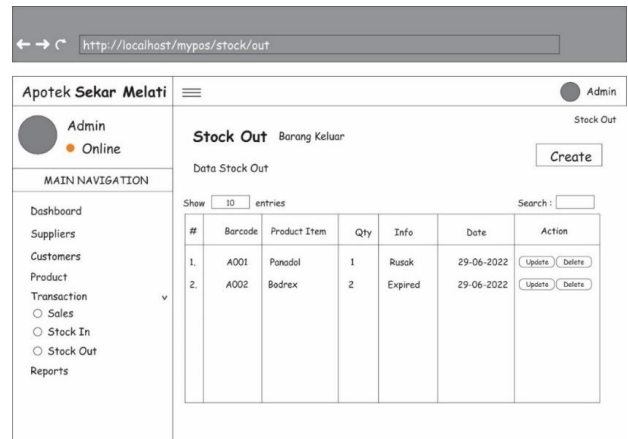 http://localhost/mypos/stock/out
Apotek Sekar Melati
Admin
Admin
Online
MAIN NAVIGATION
Dashboard
Suppliers
Customers
Product
Transaction v
Sales
Stock In
Stock Out
Reports
Stock Out
Stock Out Barang Keluar
Create
Data Stock Out
Show 10 entries Search :
# Barcode Product Item Qty Info Date Action
1. A001 Panadol 1 Rusak 29-06-2022 Update Delete
2. A002 Bodrex 2 Expired 29-06-2022 Update Delete